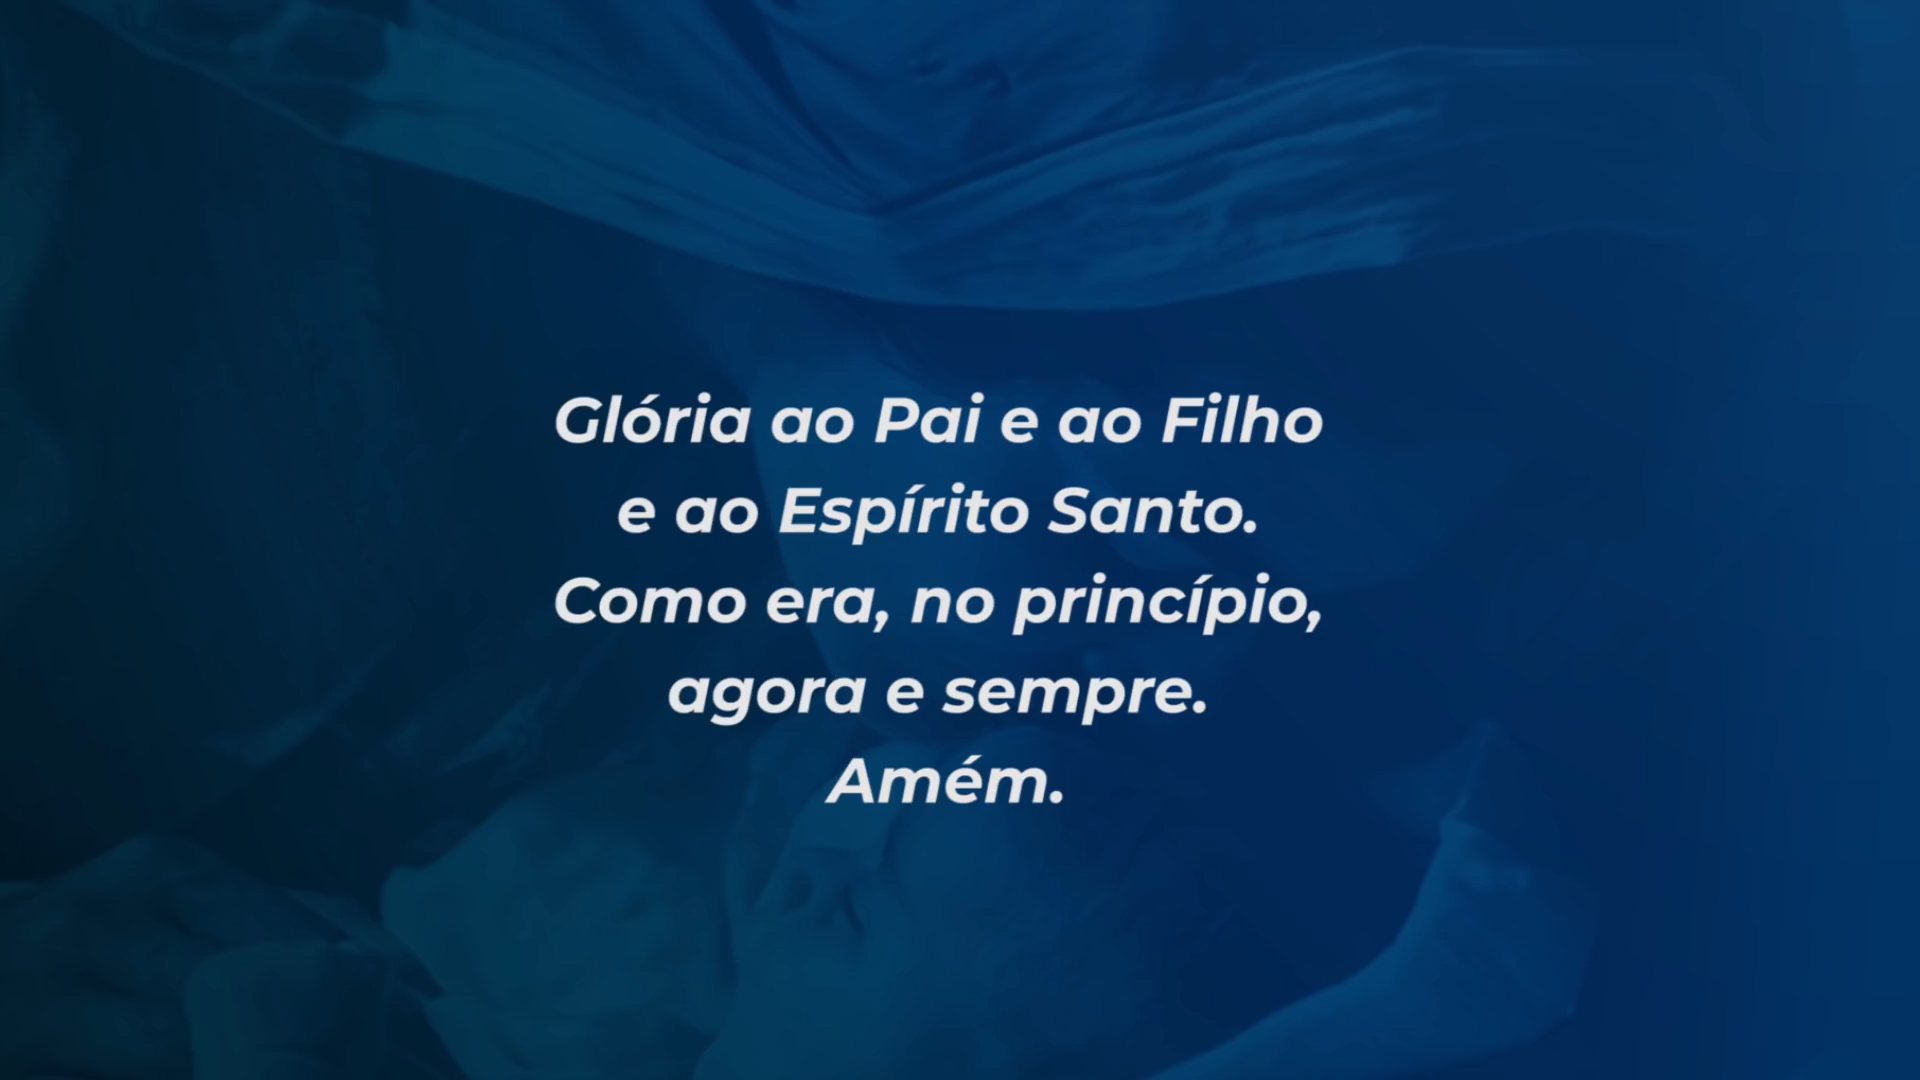 Glória ao Pai e ao Filho
e ao Espírito Santo.
Como era, no princípio,
agora e sempre.
Amém.